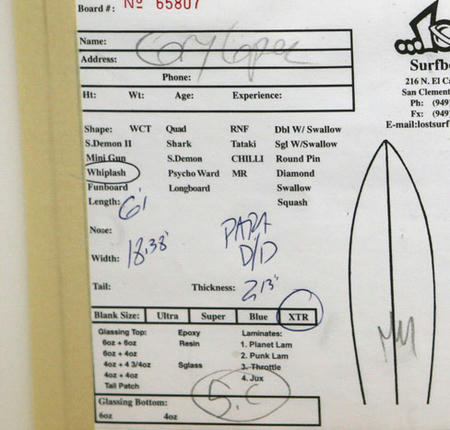 Board #: Nº 65807
Name: Cory Lopez
Address:
Phone:
Ht: Wt: Age: Experience:
Surfbo
216 N. El Ca
San Clement
Ph: (949
Fx: (949
E-mail:lostsurf
Shape: WCT Quad RNF Dbl W/ Swallow
S.Demon II Shark Tataki Sgl W/Swallow
Mini Gun S.Demon CHILLI Round Pin
Whiplash Psycho Ward MR Diamond
Funboard Longboard Swallow
Squash
Length: 6'
Nose:
Width: 18.38'
D/D
Tail: Thickness: 2.13"
Blank Size: Ultra Super Blue XTR
Glassing Top: Epoxy Laminates:
6oz + 6oz Resin 1. Planet Lam
6oz + 4oz 2. Punk Lam
4oz + 4 3/4oz Sglass 3. Throttle
4oz + 4oz 4. Jux
Tail Patch
Glassing Bottom:
6oz 4oz